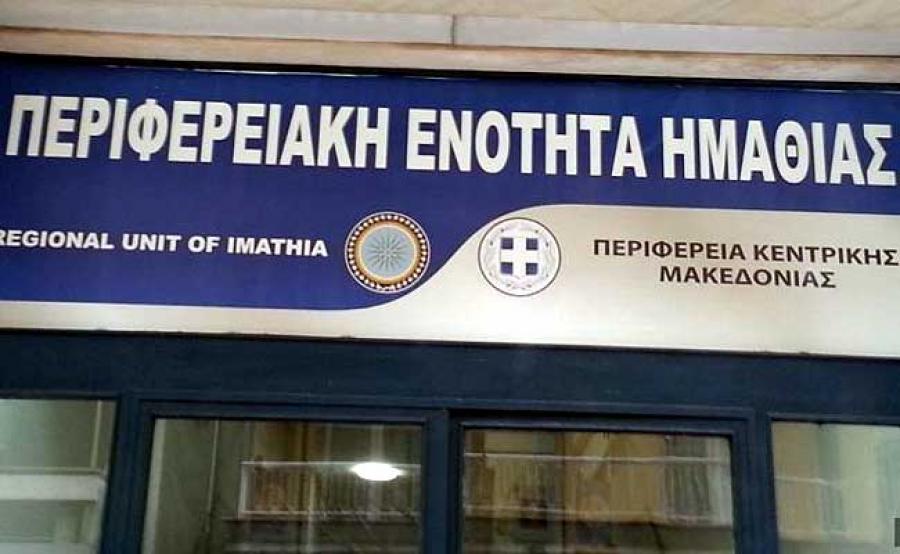 ΠΕΡΙΦΕΡΕΙΑΚΗ ΕΝΟΤΗΤΑ ΗΜΑΘΙΑΣ
REGIONAL UNIT OF IMATHIA
ΠΕΡΙΦΕΡΕΙΑ ΚΕΝΤΡΙΚΗΣ
ΜΑΚΕΔΟΝΙΑΣ